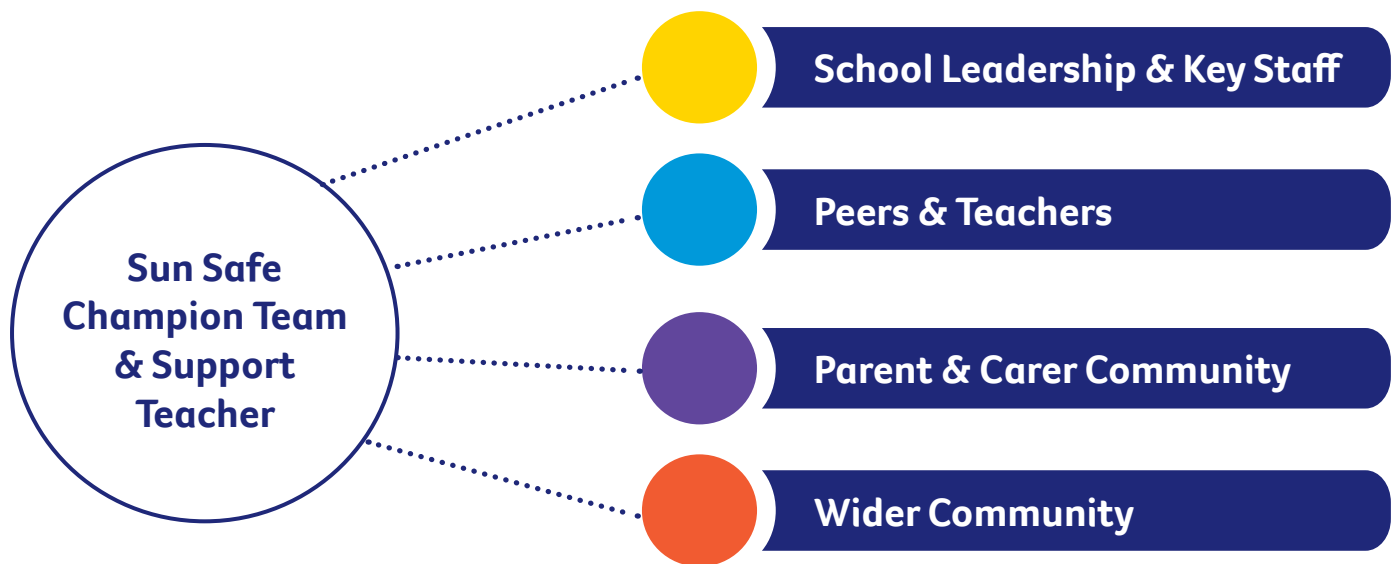 Sun Safe
Champion Team
& Support
Teacher
School Leadership & Key Staff
Peers & Teachers
Parent & Carer Community
Wider Community